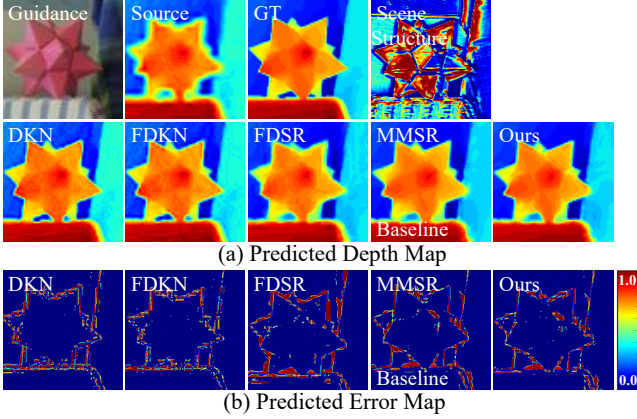 Guidance Source GT Scene Structure
DKN FDKN FDSR MMSR Ours
Baseline
(a) Predicted Depth Map
DKN FDKN FDSR MMSR Ours 1.0
Baseline 0.0
(b) Predicted Error Map